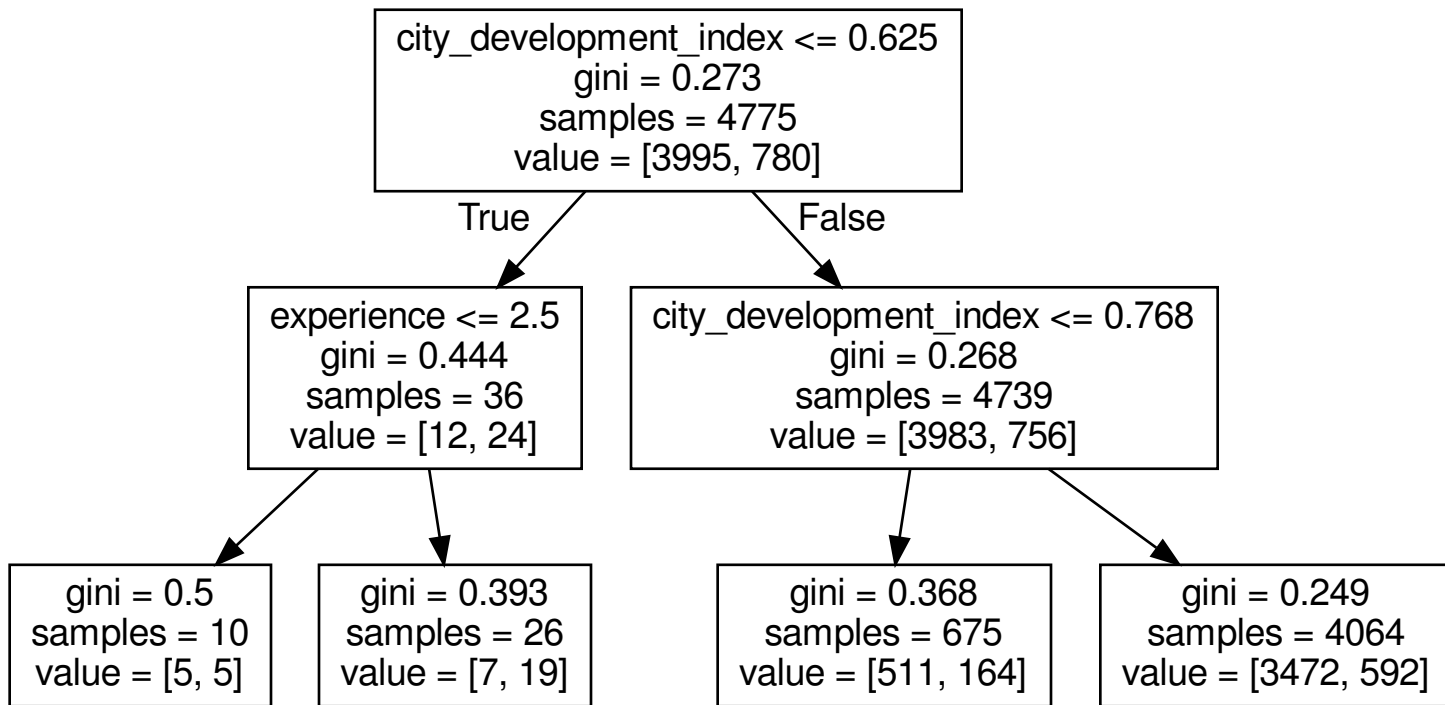 city_development_index <= 0.625
gini = 0.273
samples = 4775
value = [3995, 780]
True
False
experience <= 2.5
gini = 0.444
samples = 36
value = [12, 24]
city_development_index <= 0.768
gini = 0.268
samples = 4739
value = [3983, 756]
gini = 0.5
samples = 10
value = [5, 5]
gini = 0.393
samples = 26
value = [7, 19]
gini = 0.368
samples = 675
value = [511, 164]
gini = 0.249
samples = 4064
value = [3472, 592]